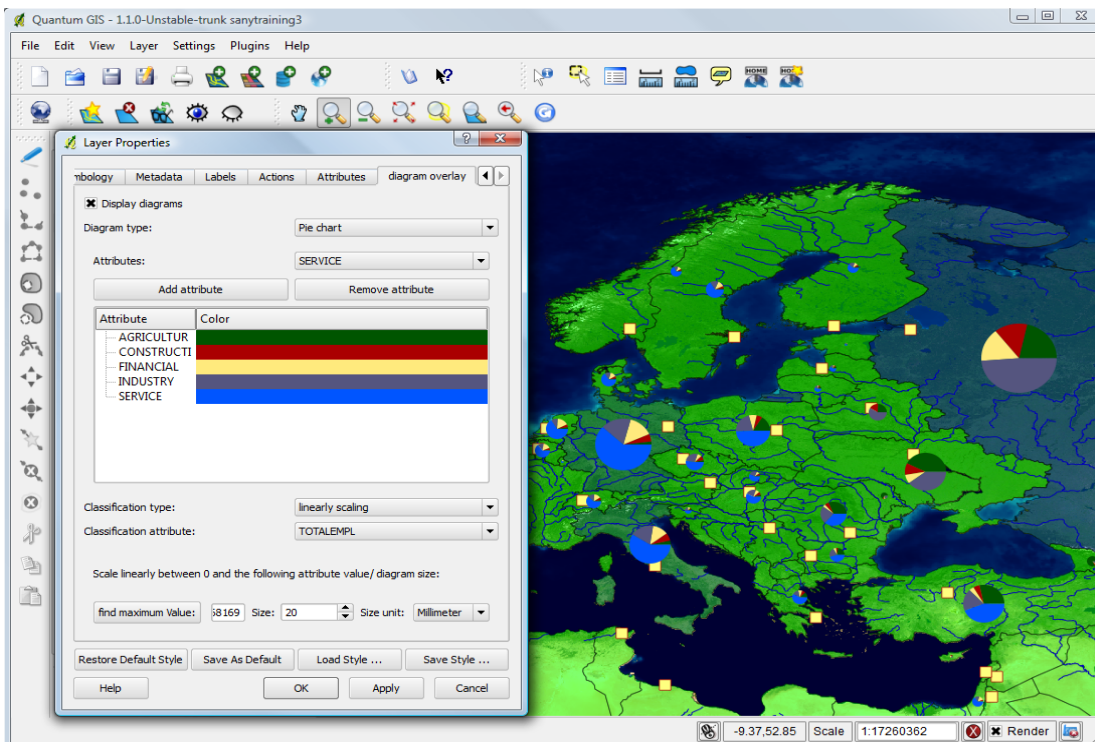 Quantum GIS - 1.1.0-Unstable-trunk sanytraining3
File Edit View Layer Settings Plugins Help
HOME
Layer Properties
nbology Metadata Labels Actions Attributes diagram overlay
Display diagrams
Diagram type: Pie chart
Attributes: SERVICE
Add attribute Remove attribute
Attribute Color
AGRICULTUR
CONSTRUCTI
FINANCIAL
INDUSTRY
SERVICE
Classification type: linearly scaling
Classification attribute: TOTALEMPL
Scale linearly between 0 and the following attribute value/ diagram size:
find maximum Value: 58169 Size: 20 Size unit: Millimeter
Restore Default Style Save As Default Load Style ... Save Style ...
Help OK Apply Cancel
-9.37,52.85 Scale 1:17260362 Render